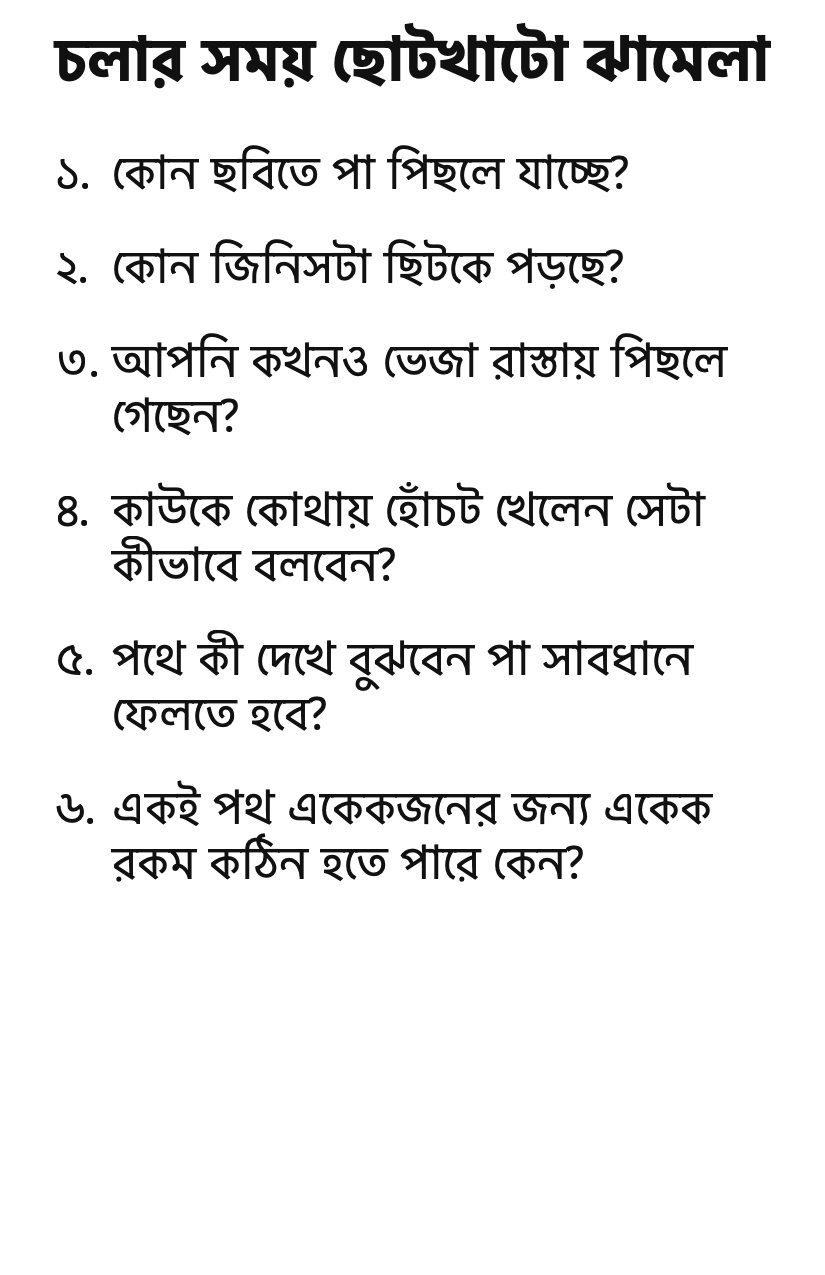 চলার সময় ছোটখাটো ঝামেলা
১. কোন ছবিতে পা পিছলে যাচ্ছে?
২. কোন জিনিসটা ছিটকে পড়ছে?
৩. আপনি কখনও ভেজা রাস্তায় পিছলে
গেছেন?
৪. কাউকে কোথায় হোঁচট খেলেন সেটা
কীভাবে বলবেন?
৫. পথে কী দেখে বুঝবেন পা সাবধানে
ফেলতে হবে?
৬. একই পথ একেকজনের জন্য একেক
রকম কঠিন হতে পারে কেন?